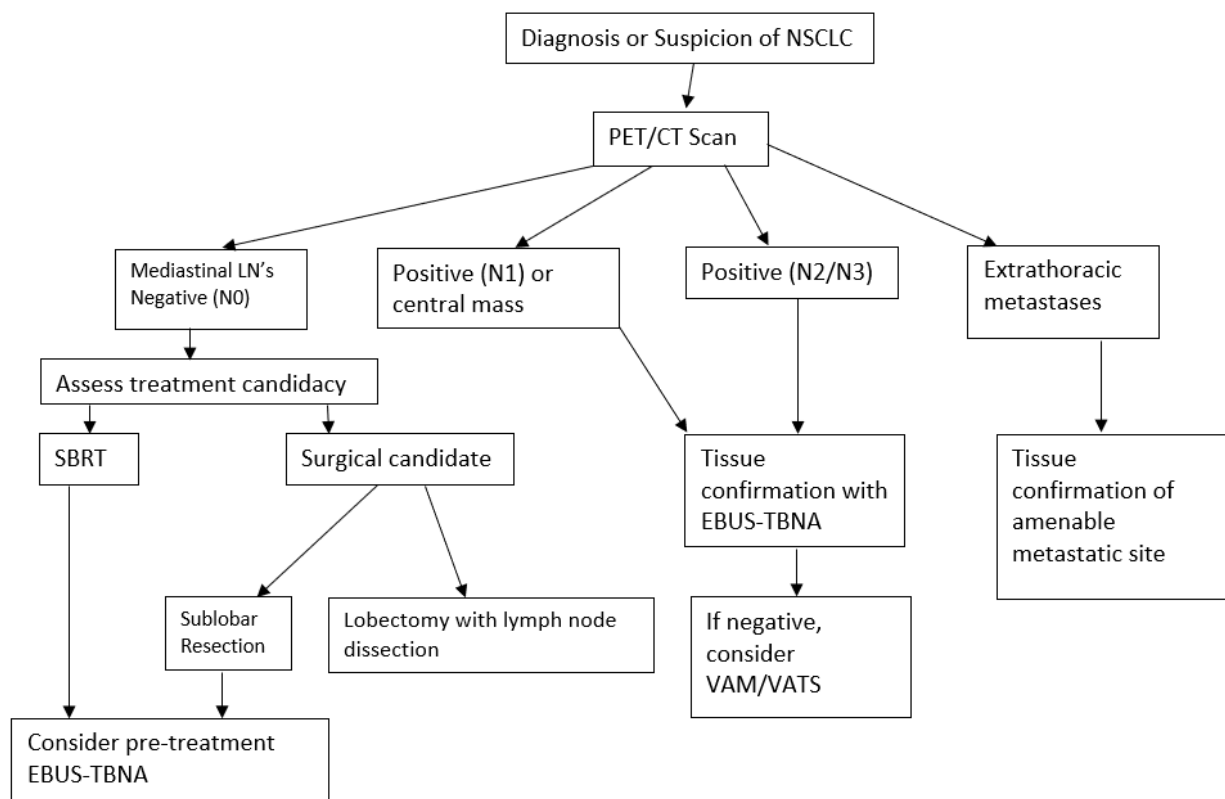 Diagnosis or Suspicion of NSCLC
PET/CT Scan
Mediastinal LN's
Negative (N0)
Positive (N1) or
central mass
Positive (N2/N3)
Extrathoracic
metastases
Assess treatment candidacy
SBRT
Surgical candidate
Tissue
confirmation with
EBUS-TBNA
Tissue
confirmation of
amenable
metastatic site
Sublobar
Resection
Lobectomy with lymph node
dissection
If negative,
consider
VAM/VATS
Consider pre-treatment
EBUS-TBNA